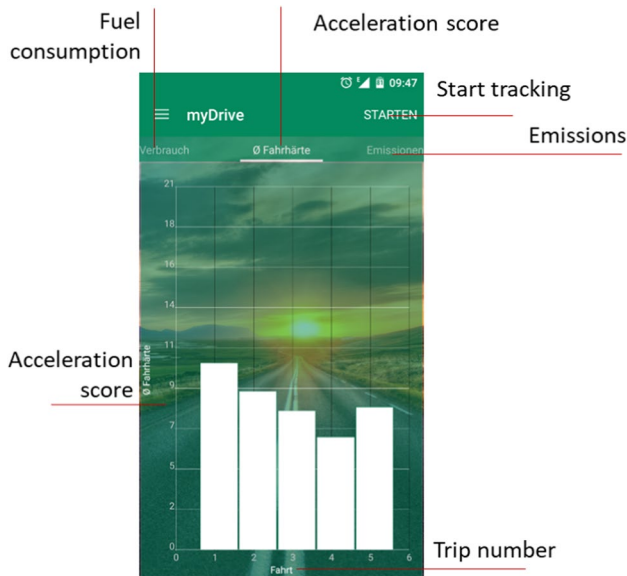 Fuel
consumption
Acceleration score
E
09:47
myDrive
STARTEN
Start tracking
Verbrauch
Ø Fahrhärte
Emissionen
Emissions
21
18
16
14
11
9
7
5
2
0
Ø Fahrhärte
Acceleration
score
0 1 2 3 4 5 6
Fahrt
Trip number